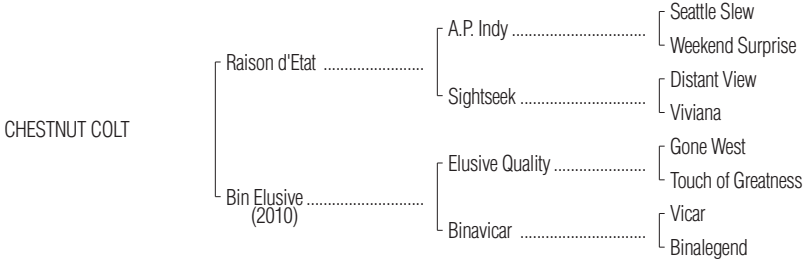 Seattle Slew
A.P. Indy ..................................
Weekend Surprise
Raison d'Etat .........................
Distant View
Sightseek ................................
Viviana
CHESTNUT COLT
Gone West
Elusive Quality ........................
Touch of Greatness
Bin Elusive .............................
(2010)
Vicar
Binavicar ................................
Binalegend